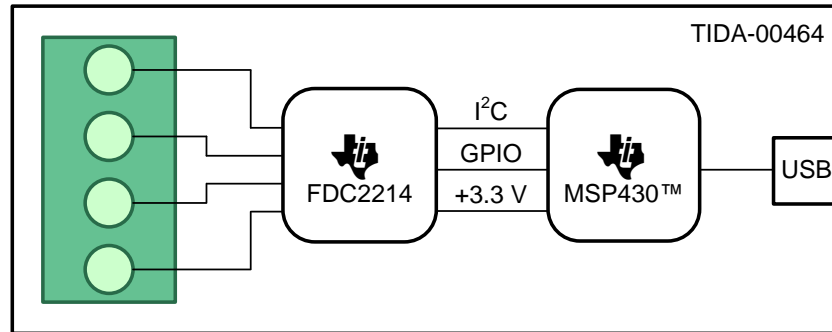 TIDA-00464
I²C
GPIO
+3.3 V
FDC2214
MSP430™
USB